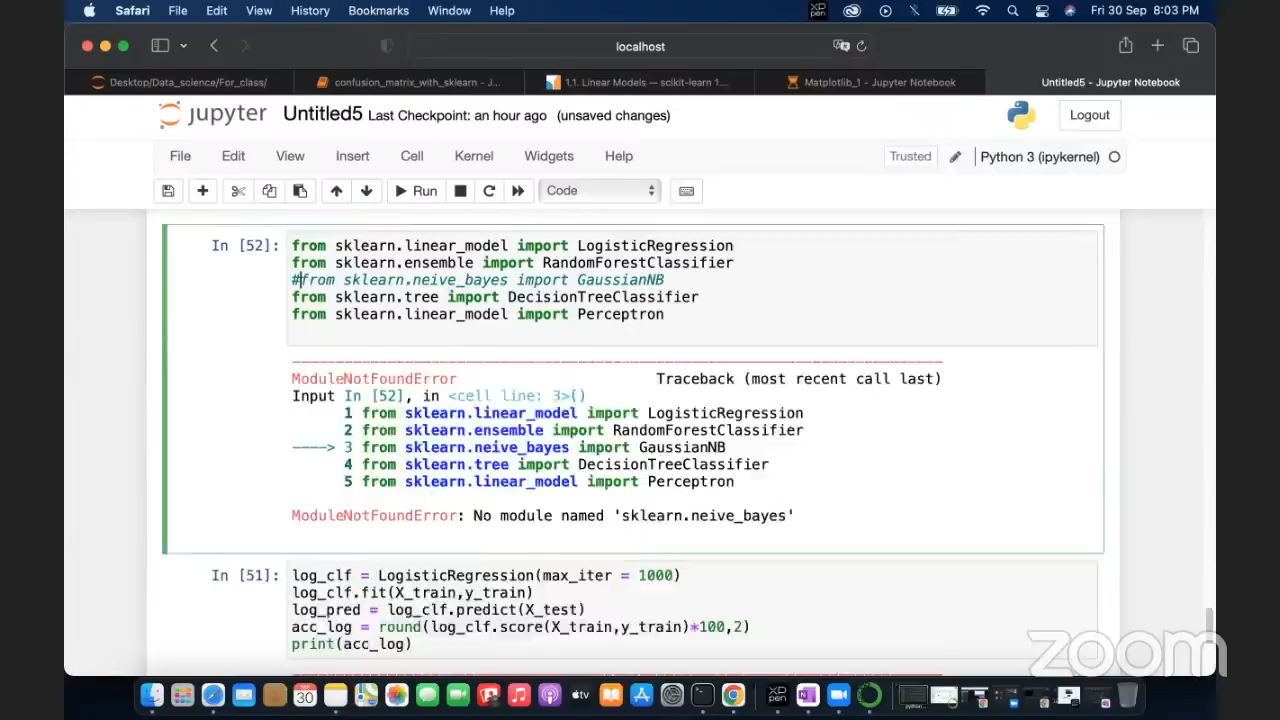 Safari File Edit View History Bookmarks Window Help XP pen Fri 30 Sep 8:03 PM
localhost
Desktop/Data_science/For_class/ confusion_matrix_with_sklearn - J... 1.1. Linear Models — scikit-learn 1.... Matplotlib_1 - Jupyter Notebook Untitled5 - Jupyter Notebook
jupyter Untitled5 Last Checkpoint: an hour ago (unsaved changes) Logout
File Edit View Insert Cell Kernel Widgets Help Trusted Python 3 (ipykernel)
Run Code
In [52]: from sklearn.linear_model import LogisticRegression
from sklearn.ensemble import RandomForestClassifier
#from sklearn.neive_bayes import GaussianNB
from sklearn.tree import DecisionTreeClassifier
from sklearn.linear_model import Perceptron
ModuleNotFoundError Traceback (most recent call last)
Input In [52], in <cell line: 3>()
1 from sklearn.linear_model import LogisticRegression
2 from sklearn.ensemble import RandomForestClassifier
----> 3 from sklearn.neive_bayes import GaussianNB
4 from sklearn.tree import DecisionTreeClassifier
5 from sklearn.linear_model import Perceptron
ModuleNotFoundError: No module named 'sklearn.neive_bayes'
In [51]: log_clf = LogisticRegression(max_iter = 1000)
log_clf.fit(X_train,y_train)
log_pred = log_clf.predict(X_test)
acc_log = round(log_clf.score(X_train,y_train)*100,2)
print(acc_log)
zoom
30 tv XP pen